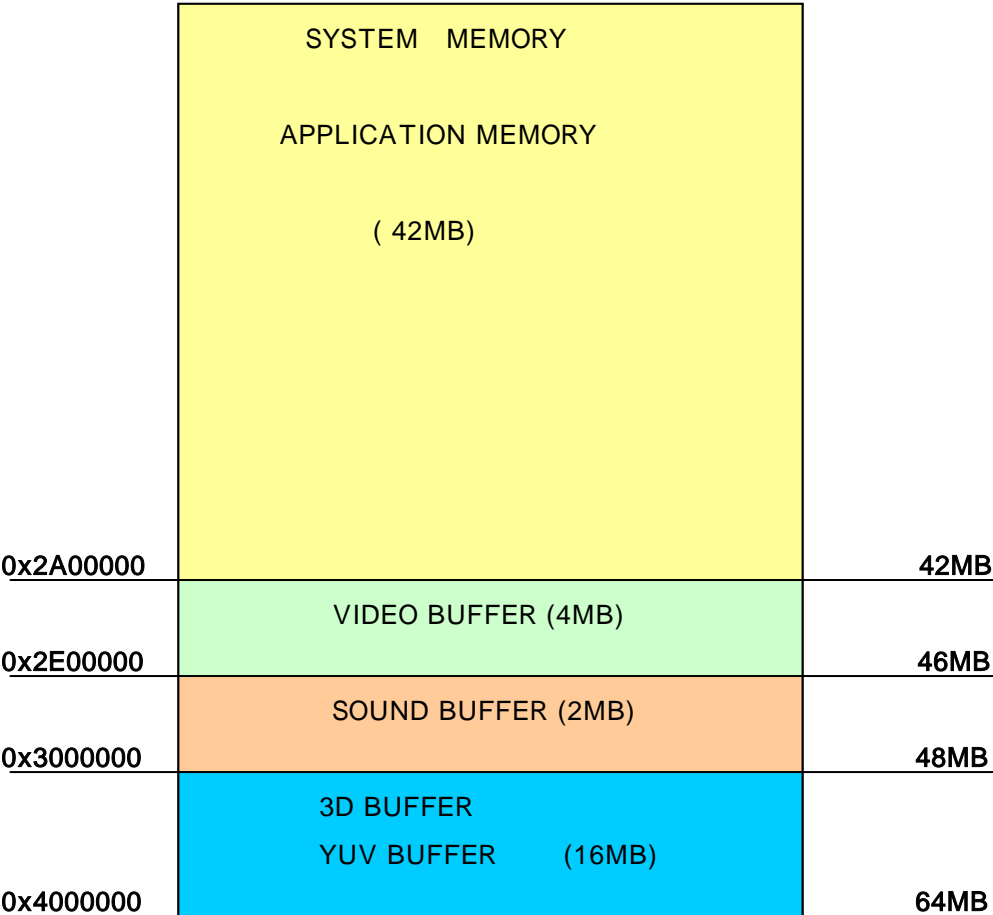 SYSTEM MEMORY
APPLICATION MEMORY
( 42MB)
0x2A00000 42MB
VIDEO BUFFER (4MB)
0x2E00000 46MB
SOUND BUFFER (2MB)
0x3000000 48MB
3D BUFFER
YUV BUFFER (16MB)
0x4000000 64MB